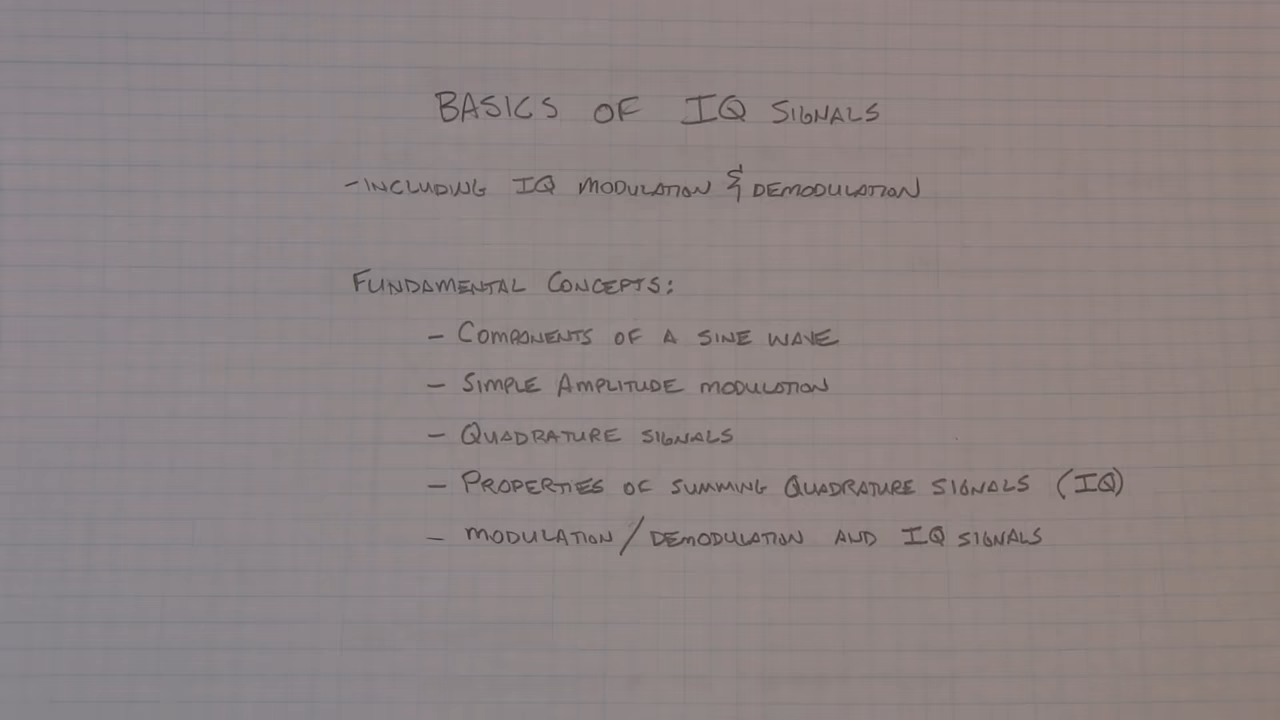 BASICS OF IQ SIGNALS
- INCLUDING IQ MODULATION & DEMODULATION
FUNDAMENTAL CONCEPTS:
- COMPONENTS OF A SINE WAVE
- SIMPLE AMPLITUDE MODULATION
- QUADRATURE SIGNALS
- PROPERTIES OF SUMMING QUADRATURE SIGNALS (IQ)
- MODULATION/DEMODULATION AND IQ SIGNALS